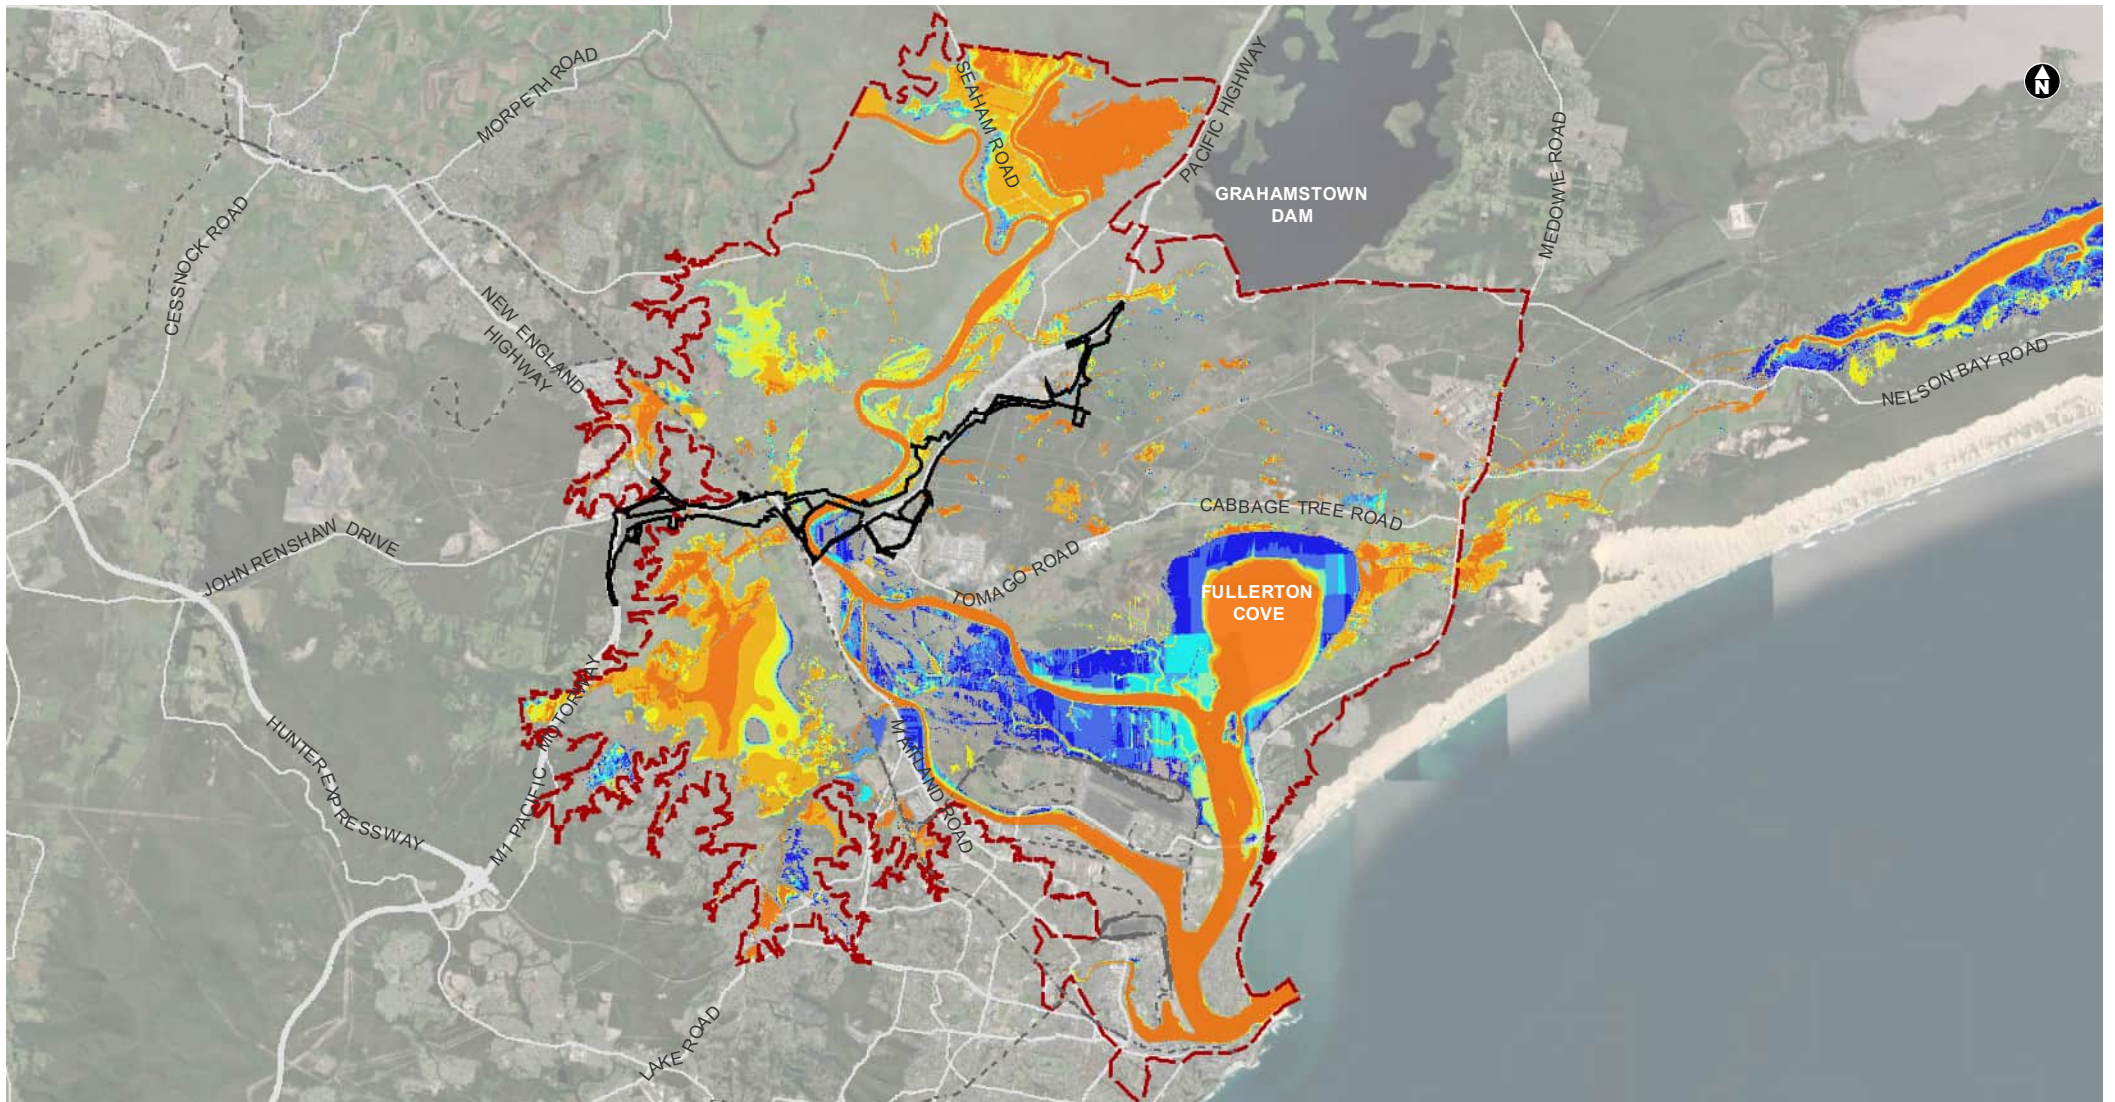 N
SEAHAM ROAD
PACIFIC HIGHWAY
MORPETH ROAD
MEDOWIE ROAD
GRAHAMSTOWN
DAM
CESSNOCK ROAD
NEW ENGLAND
HIGHWAY
NELSON BAY ROAD
CABBAGE TREE ROAD
JOHN RENSHAW DRIVE
TOMAGO ROAD
FULLERTON
COVE
M1 PACIFIC MOTORWAY
HUNTER EXPRESSWAY
MAITLAND ROAD
LAKE ROAD